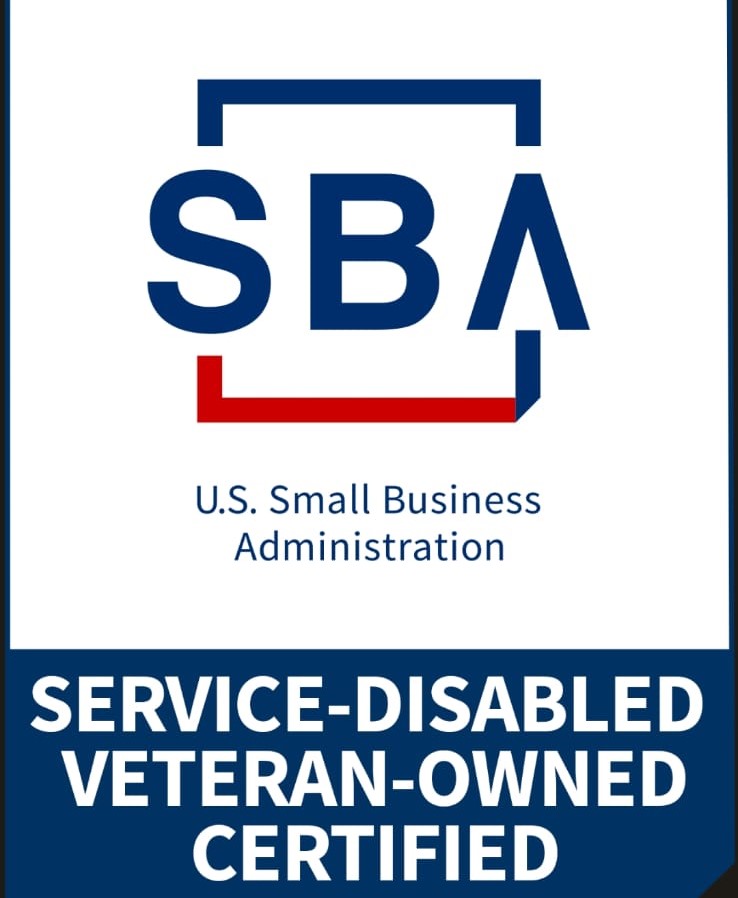 SBA
U.S. Small Business
Administration
SERVICE-DISABLED
VETERAN-OWNED
CERTIFIED